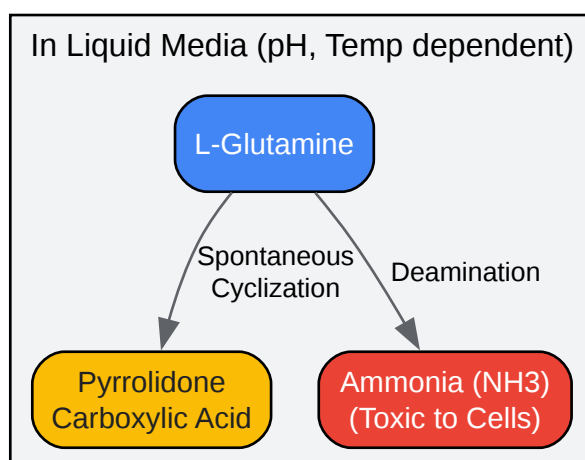 In Liquid Media (pH, Temp dependent)
L-Glutamine
Spontaneous
Cyclization
Deamination
Pyrrolidone
Carboxylic Acid
Ammonia (NH3)
(Toxic to Cells)